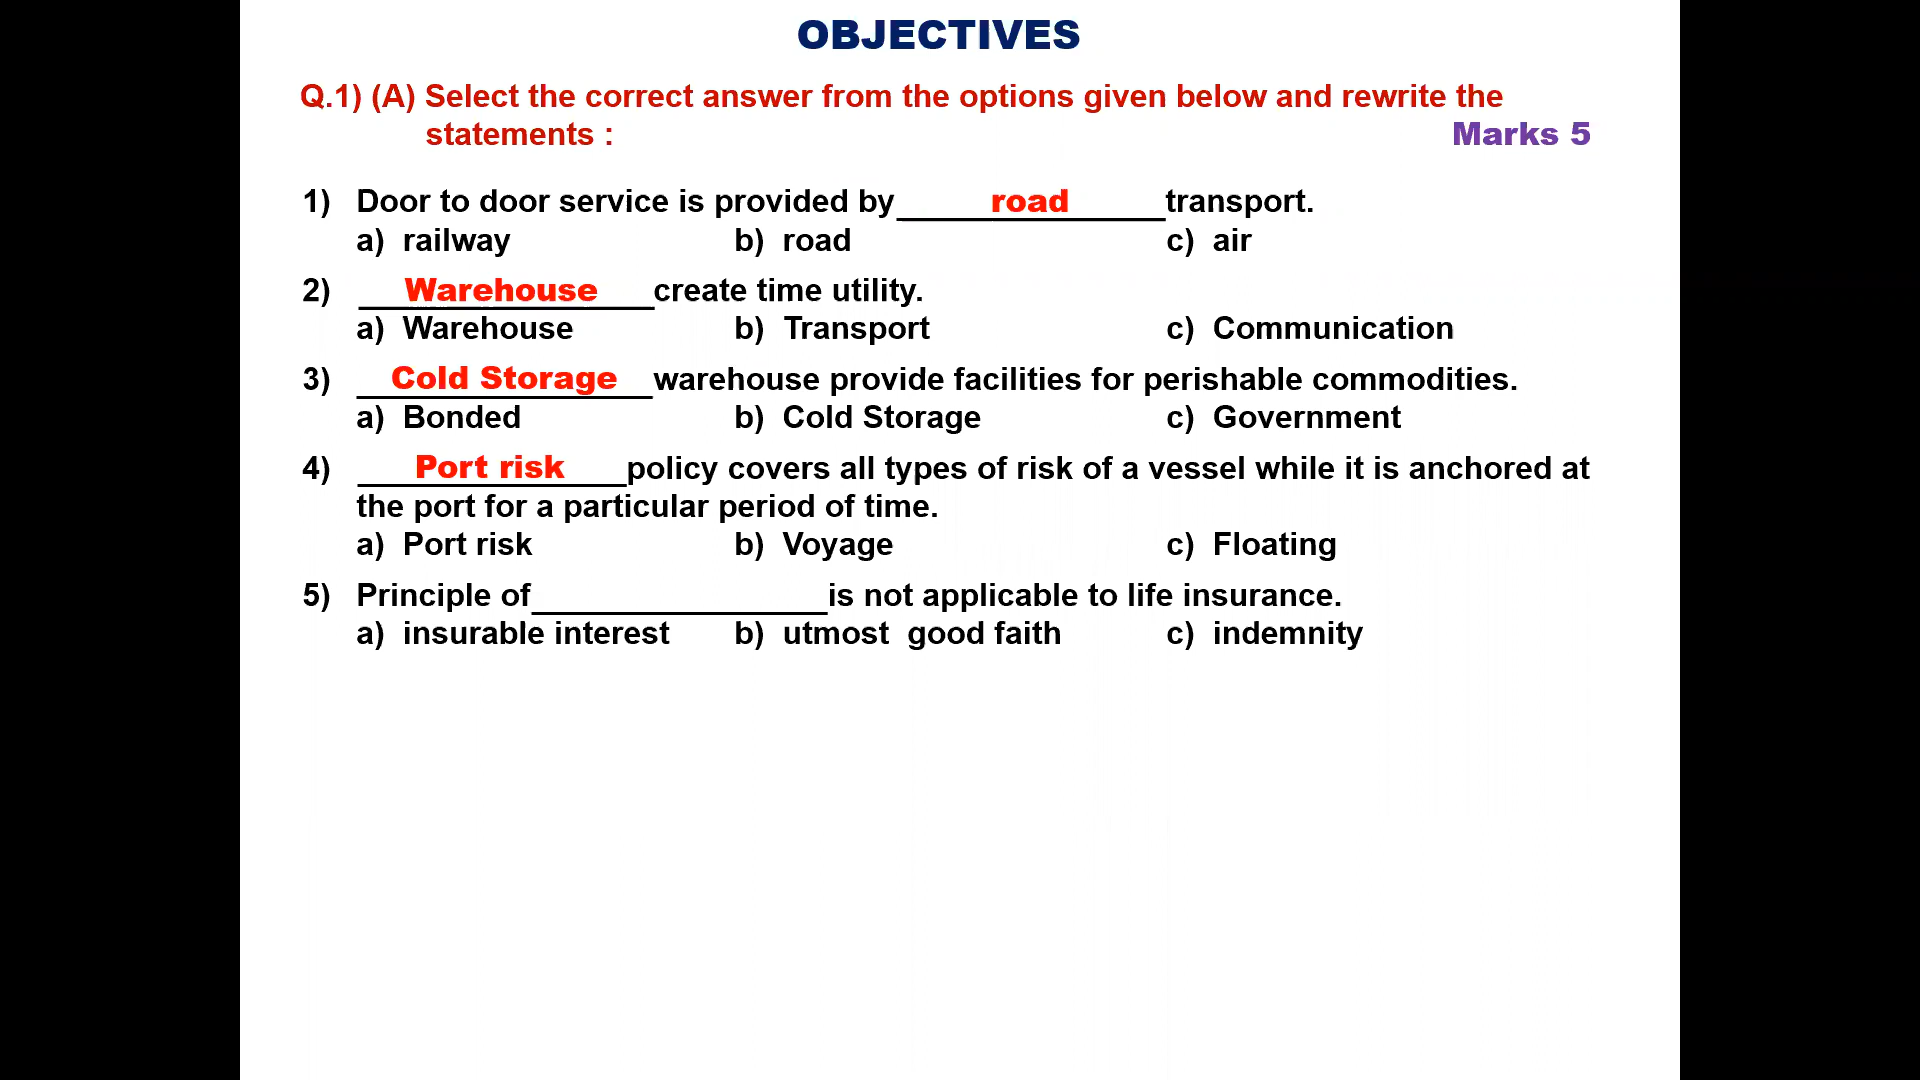 OBJECTIVES
Q.1) (A) Select the correct answer from the options given below and rewrite the
statements : Marks 5
1) Door to door service is provided by road transport.
a) railway b) road c) air
2) Warehouse create time utility.
a) Warehouse b) Transport c) Communication
3) Cold Storage warehouse provide facilities for perishable commodities.
a) Bonded b) Cold Storage c) Government
4) Port risk policy covers all types of risk of a vessel while it is anchored at
the port for a particular period of time.
a) Port risk b) Voyage c) Floating
5) Principle of ________________ is not applicable to life insurance.
a) insurable interest b) utmost good faith c) indemnity